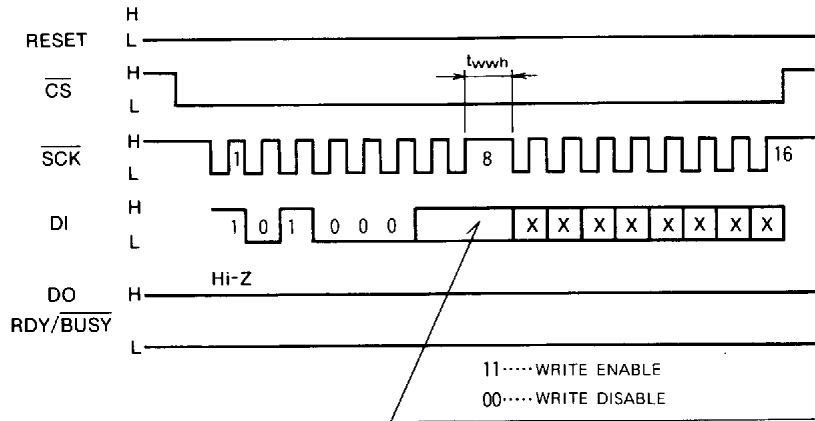 H
RESET L
twwh
CS H
L
SCK H 1 8 16
L
DI H
1 0 1 0 0 0 X X X X X X X X
L
Hi-Z
DO H
RDY/BUSY
L
11·····WRITE ENABLE
00·····WRITE DISABLE